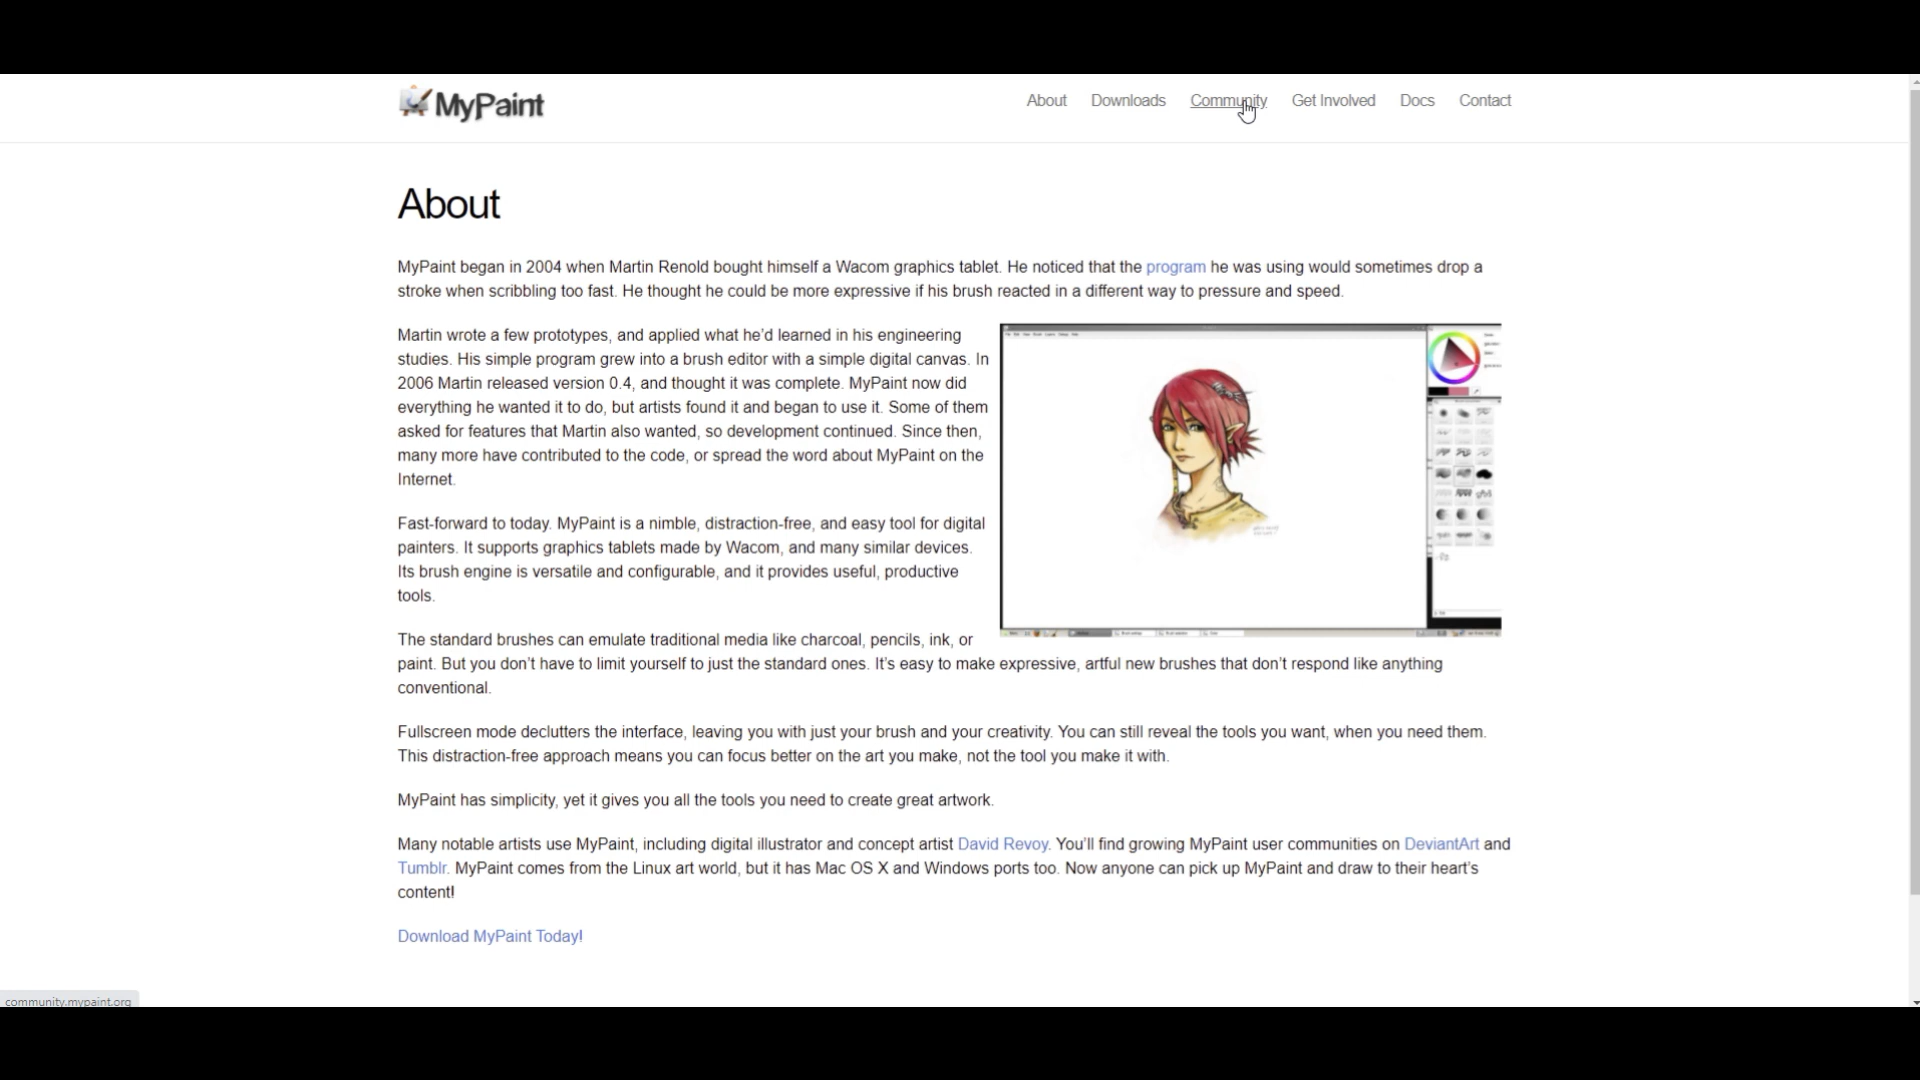 MyPaint
About Downloads Community Get Involved Docs Contact
About
MyPaint began in 2004 when Martin Renold bought himself a Wacom graphics tablet. He noticed that the program he was using would sometimes drop a
stroke when scribbling too fast. He thought he could be more expressive if his brush reacted in a different way to pressure and speed.
Martin wrote a few prototypes, and applied what he’d learned in his engineering
studies. His simple program grew into a brush editor with a simple digital canvas. In
2006 Martin released version 0.4, and thought it was complete. MyPaint now did
everything he wanted it to do, but artists found it and began to use it. Some of them
asked for features that Martin also wanted, so development continued. Since then,
many more have contributed to the code, or spread the word about MyPaint on the
Internet.
Fast-forward to today. MyPaint is a nimble, distraction-free, and easy tool for digital
painters. It supports graphics tablets made by Wacom, and many similar devices.
Its brush engine is versatile and configurable, and it provides useful, productive
tools.
The standard brushes can emulate traditional media like charcoal, pencils, ink, or
paint. But you don’t have to limit yourself to just the standard ones. It’s easy to make expressive, artful new brushes that don’t respond like anything
conventional.
Fullscreen mode declutters the interface, leaving you with just your brush and your creativity. You can still reveal the tools you want, when you need them.
This distraction-free approach means you can focus better on the art you make, not the tool you make it with.
MyPaint has simplicity, yet it gives you all the tools you need to create great artwork.
Many notable artists use MyPaint, including digital illustrator and concept artist David Revoy. You’ll find growing MyPaint user communities on DeviantArt and
Tumblr. MyPaint comes from the Linux art world, but it has Mac OS X and Windows ports too. Now anyone can pick up MyPaint and draw to their heart’s
content!
Download MyPaint Today!
community.mypaint.org